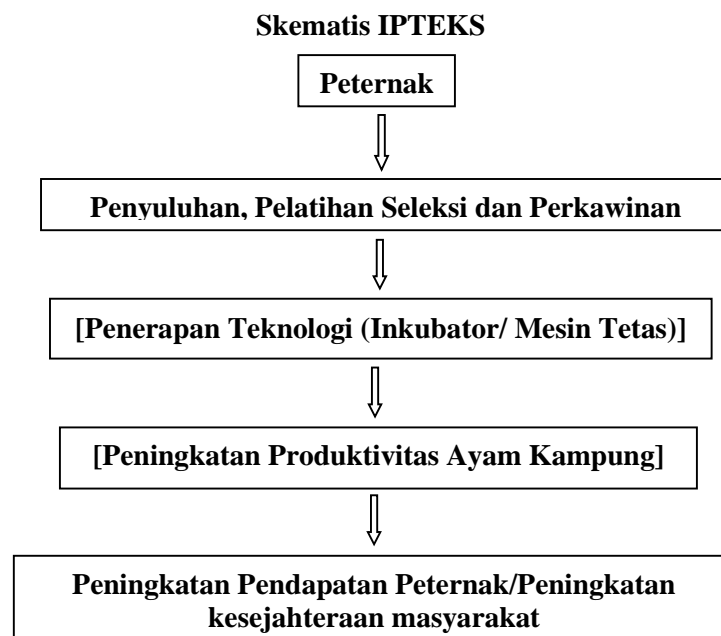 Skematis IPTEKS
Peternak
Penyuluhan, Pelatihan Seleksi dan Perkawinan
[Penerapan Teknologi (Inkubator/ Mesin Tetas)]
[Peningkatan Produktivitas Ayam Kampung]
Peningkatan Pendapatan Peternak/Peningkatan
kesejahteraan masyarakat